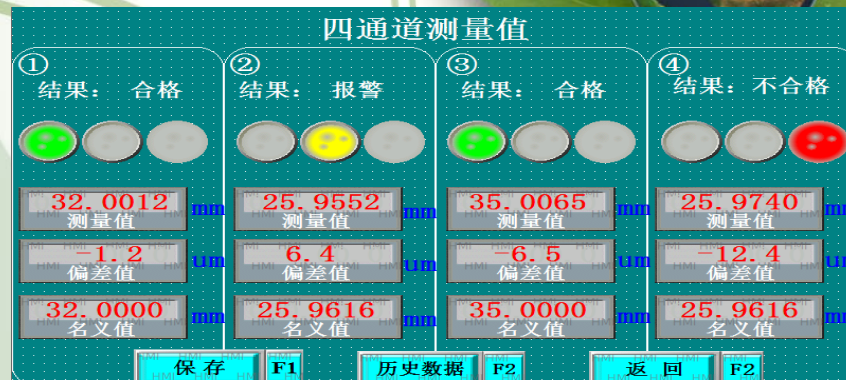 四通道测量值
① ② ③ ④
结果： 合格 结果： 报警 结果： 合格 结果：不合格
32.0012 mm 25.9552 mm 35.0065 mm 25.9740 mm
测量值 测量值 测量值 测量值
-1.2 um 6.4 um -6.5 um -12.4 um
偏差值 偏差值 偏差值 偏差值
32.0000 mm 25.9616 mm 35.0000 mm 25.9616 mm
名义值 名义值 名义值 名义值
保存 F1 历史数据 F2 返回 F2